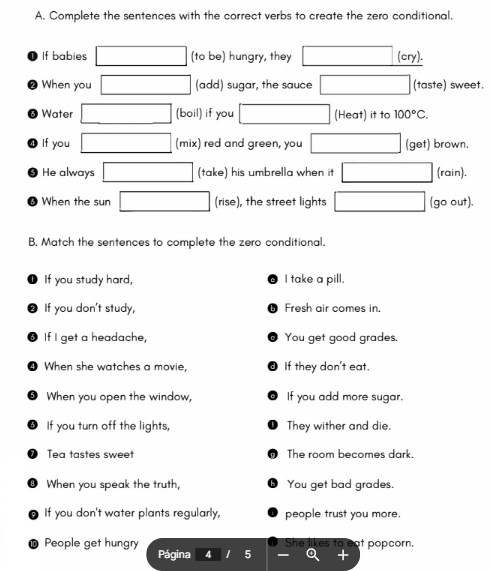 A. Complete the sentences with the correct verbs to create the zero conditional.
1 If babies (to be) hungry, they (cry).
2 When you (add) sugar, the sauce (taste) sweet.
3 Water (boil) if you (Heat) it to 100°C.
4 If you (mix) red and green, you (get) brown.
5 He always (take) his umbrella when it (rain).
6 When the sun (rise), the street lights (go out).
B. Match the sentences to complete the zero conditional.
1 If you study hard, a I take a pill.
2 If you don't study, b Fresh air comes in.
3 If I get a headache, c You get good grades.
4 When she watches a movie, d If they don't eat.
5 When you open the window, e If you add more sugar.
6 If you turn off the lights, f They wither and die.
7 Tea tastes sweet g The room becomes dark.
8 When you speak the truth, h You get bad grades.
9 If you don't water plants regularly, i people trust you more.
10 People get hungry She likes to eat popcorn.
Página 4 / 5